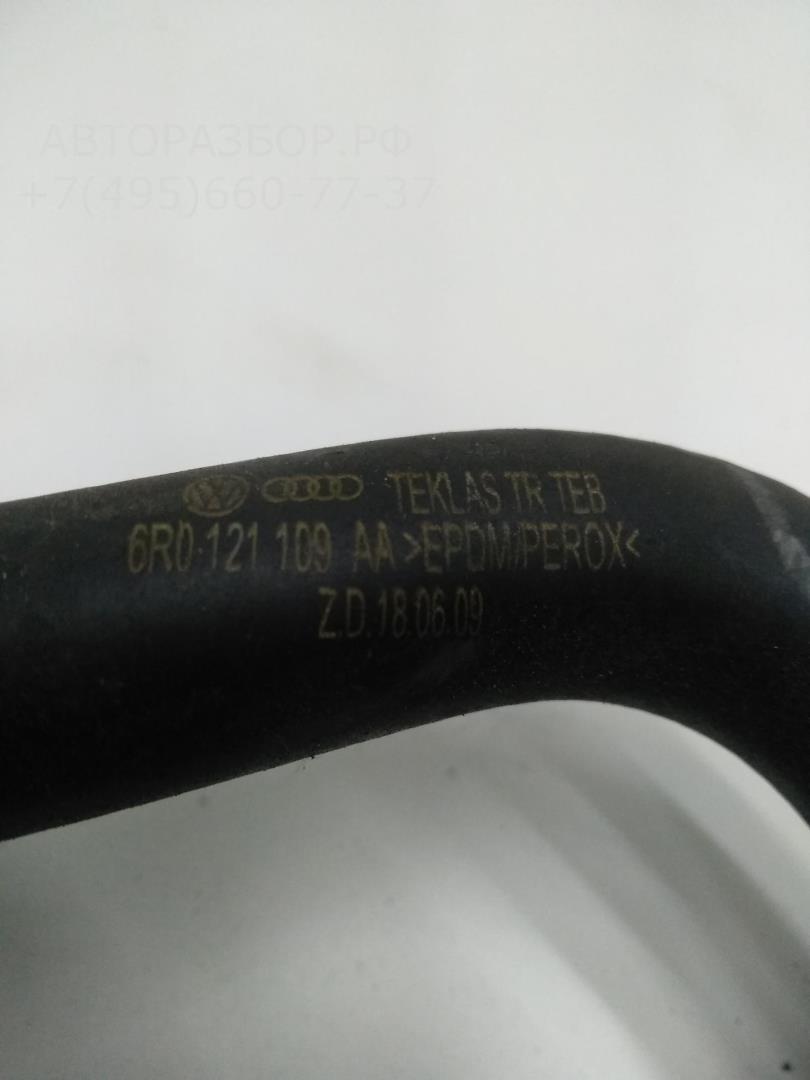 АВТОРАЗБОР.РФ
+7(495)660-77-37
TEKLAS TR TEB
6R0 121 109 AA >EPDM/PEROX<
Z.D.18.06.09